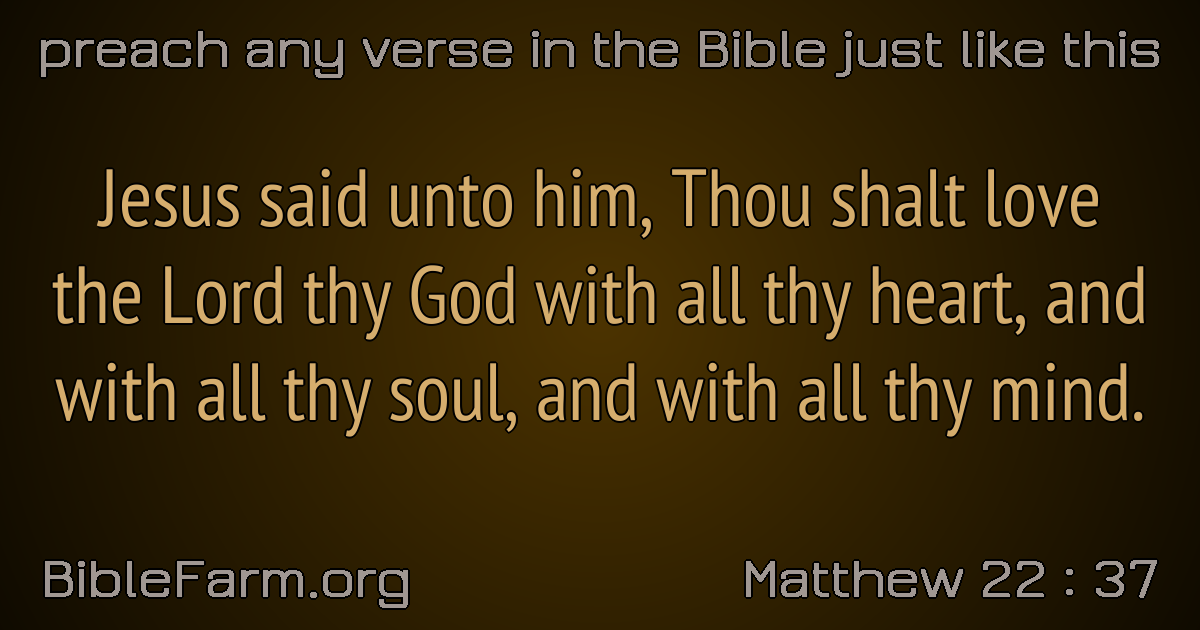 preach any verse in the Bible just like this
Jesus said unto him, Thou shalt love
the Lord thy God with all thy heart, and
with all thy soul, and with all thy mind.
BibleFarm.org
Matthew 22 : 37